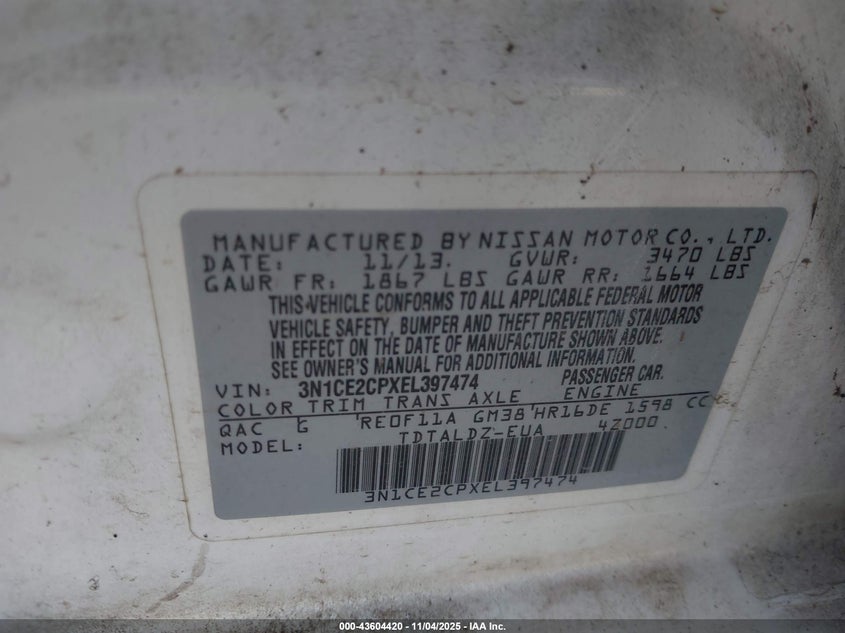 MANUFACTURED BY NISSAN MOTOR CO., LTD.
DATE: 11/13. GVWR: 3470 LBS
GAWR FR: 1867 LBS GAWR RR: 1664 LBS
THIS VEHICLE CONFORMS TO ALL APPLICABLE FEDERAL MOTOR
VEHICLE SAFETY, BUMPER AND THEFT PREVENTION STANDARDS
IN EFFECT ON THE DATE OF MANUFACTURE SHOWN ABOVE.
SEE OWNER'S MANUAL FOR ADDITIONAL INFORMATION.
VIN: 3N1CE2CPXEL397474 PASSENGER CAR.
COLOR TRIM TRANS AXLE ENGINE
QAC G RE0F11A GM38 HR16DE 1598 CC
MODEL: TDTALDZ-EUA 4Z000
3N1CE2CPXEL397474
000-43604420 - 11/04/2025 - IAA Inc.